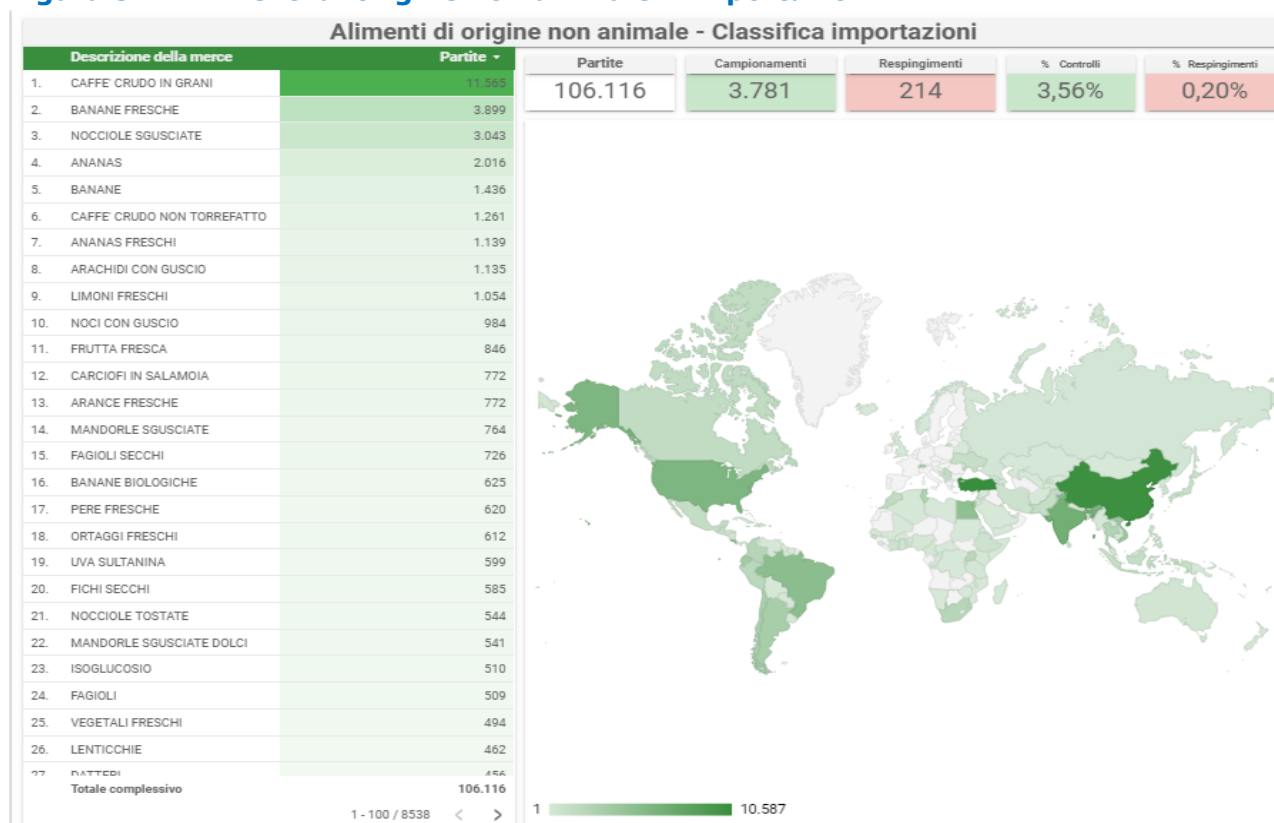 Alimenti di origine non animale - Classifica importazioni
Descrizione della merce Partite
1. CAFFE' CRUDO IN GRANI 11.565
2. BANANE FRESCHE 3.899
3. NOCCIOLE SGUSCIATE 3.043
4. ANANAS 2.016
5. BANANE 1.436
6. CAFFE' CRUDO NON TORREFATTO 1.261
7. ANANAS FRESCHI 1.139
8. ARACHIDI CON GUSCIO 1.135
9. LIMONI FRESCHI 1.054
10. NOCI CON GUSCIO 984
11. FRUTTA FRESCA 846
12. CARCIOFI IN SALAMOIA 772
13. ARANCE FRESCHE 772
14. MANDORLE SGUSCIATE 764
15. FAGIOLI SECCHI 726
16. BANANE BIOLOGICHE 625
17. PERE FRESCHE 620
18. ORTAGGI FRESCHI 612
19. UVA SULTANINA 599
20. FICHI SECCHI 585
21. NOCCIOLE TOSTATE 544
22. MANDORLE SGUSCIATE DOLCI 541
23. ISOGLUCOSIO 510
24. FAGIOLI 509
25. VEGETALI FRESCHI 494
26. LENTICCHIE 462
27. DATTERI 456
Totale complessivo 106.116
1 - 100 / 8538 < >
Partite Campionamenti Respingimenti % Controlli % Respingimenti
106.116 3.781 214 3,56% 0,20%
1 10.587